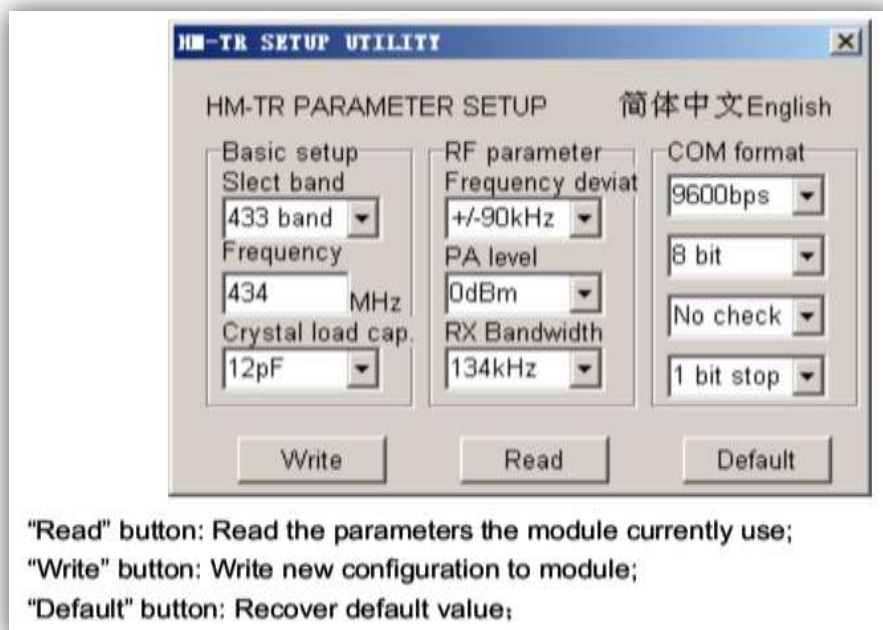 HM-TR SETUP UTILITY
HM-TR PARAMETER SETUP 简体中文English
Basic setup
Slect band
433 band
Frequency
434 MHz
Crystal load cap.
12pF
RF parameter
Frequency deviat
+/-90kHz
PA level
0dBm
RX Bandwidth
134kHz
COM format
9600bps
8 bit
No check
1 bit stop
Write Read Default
“Read” button: Read the parameters the module currently use;
“Write” button: Write new configuration to module;
“Default” button: Recover default value;